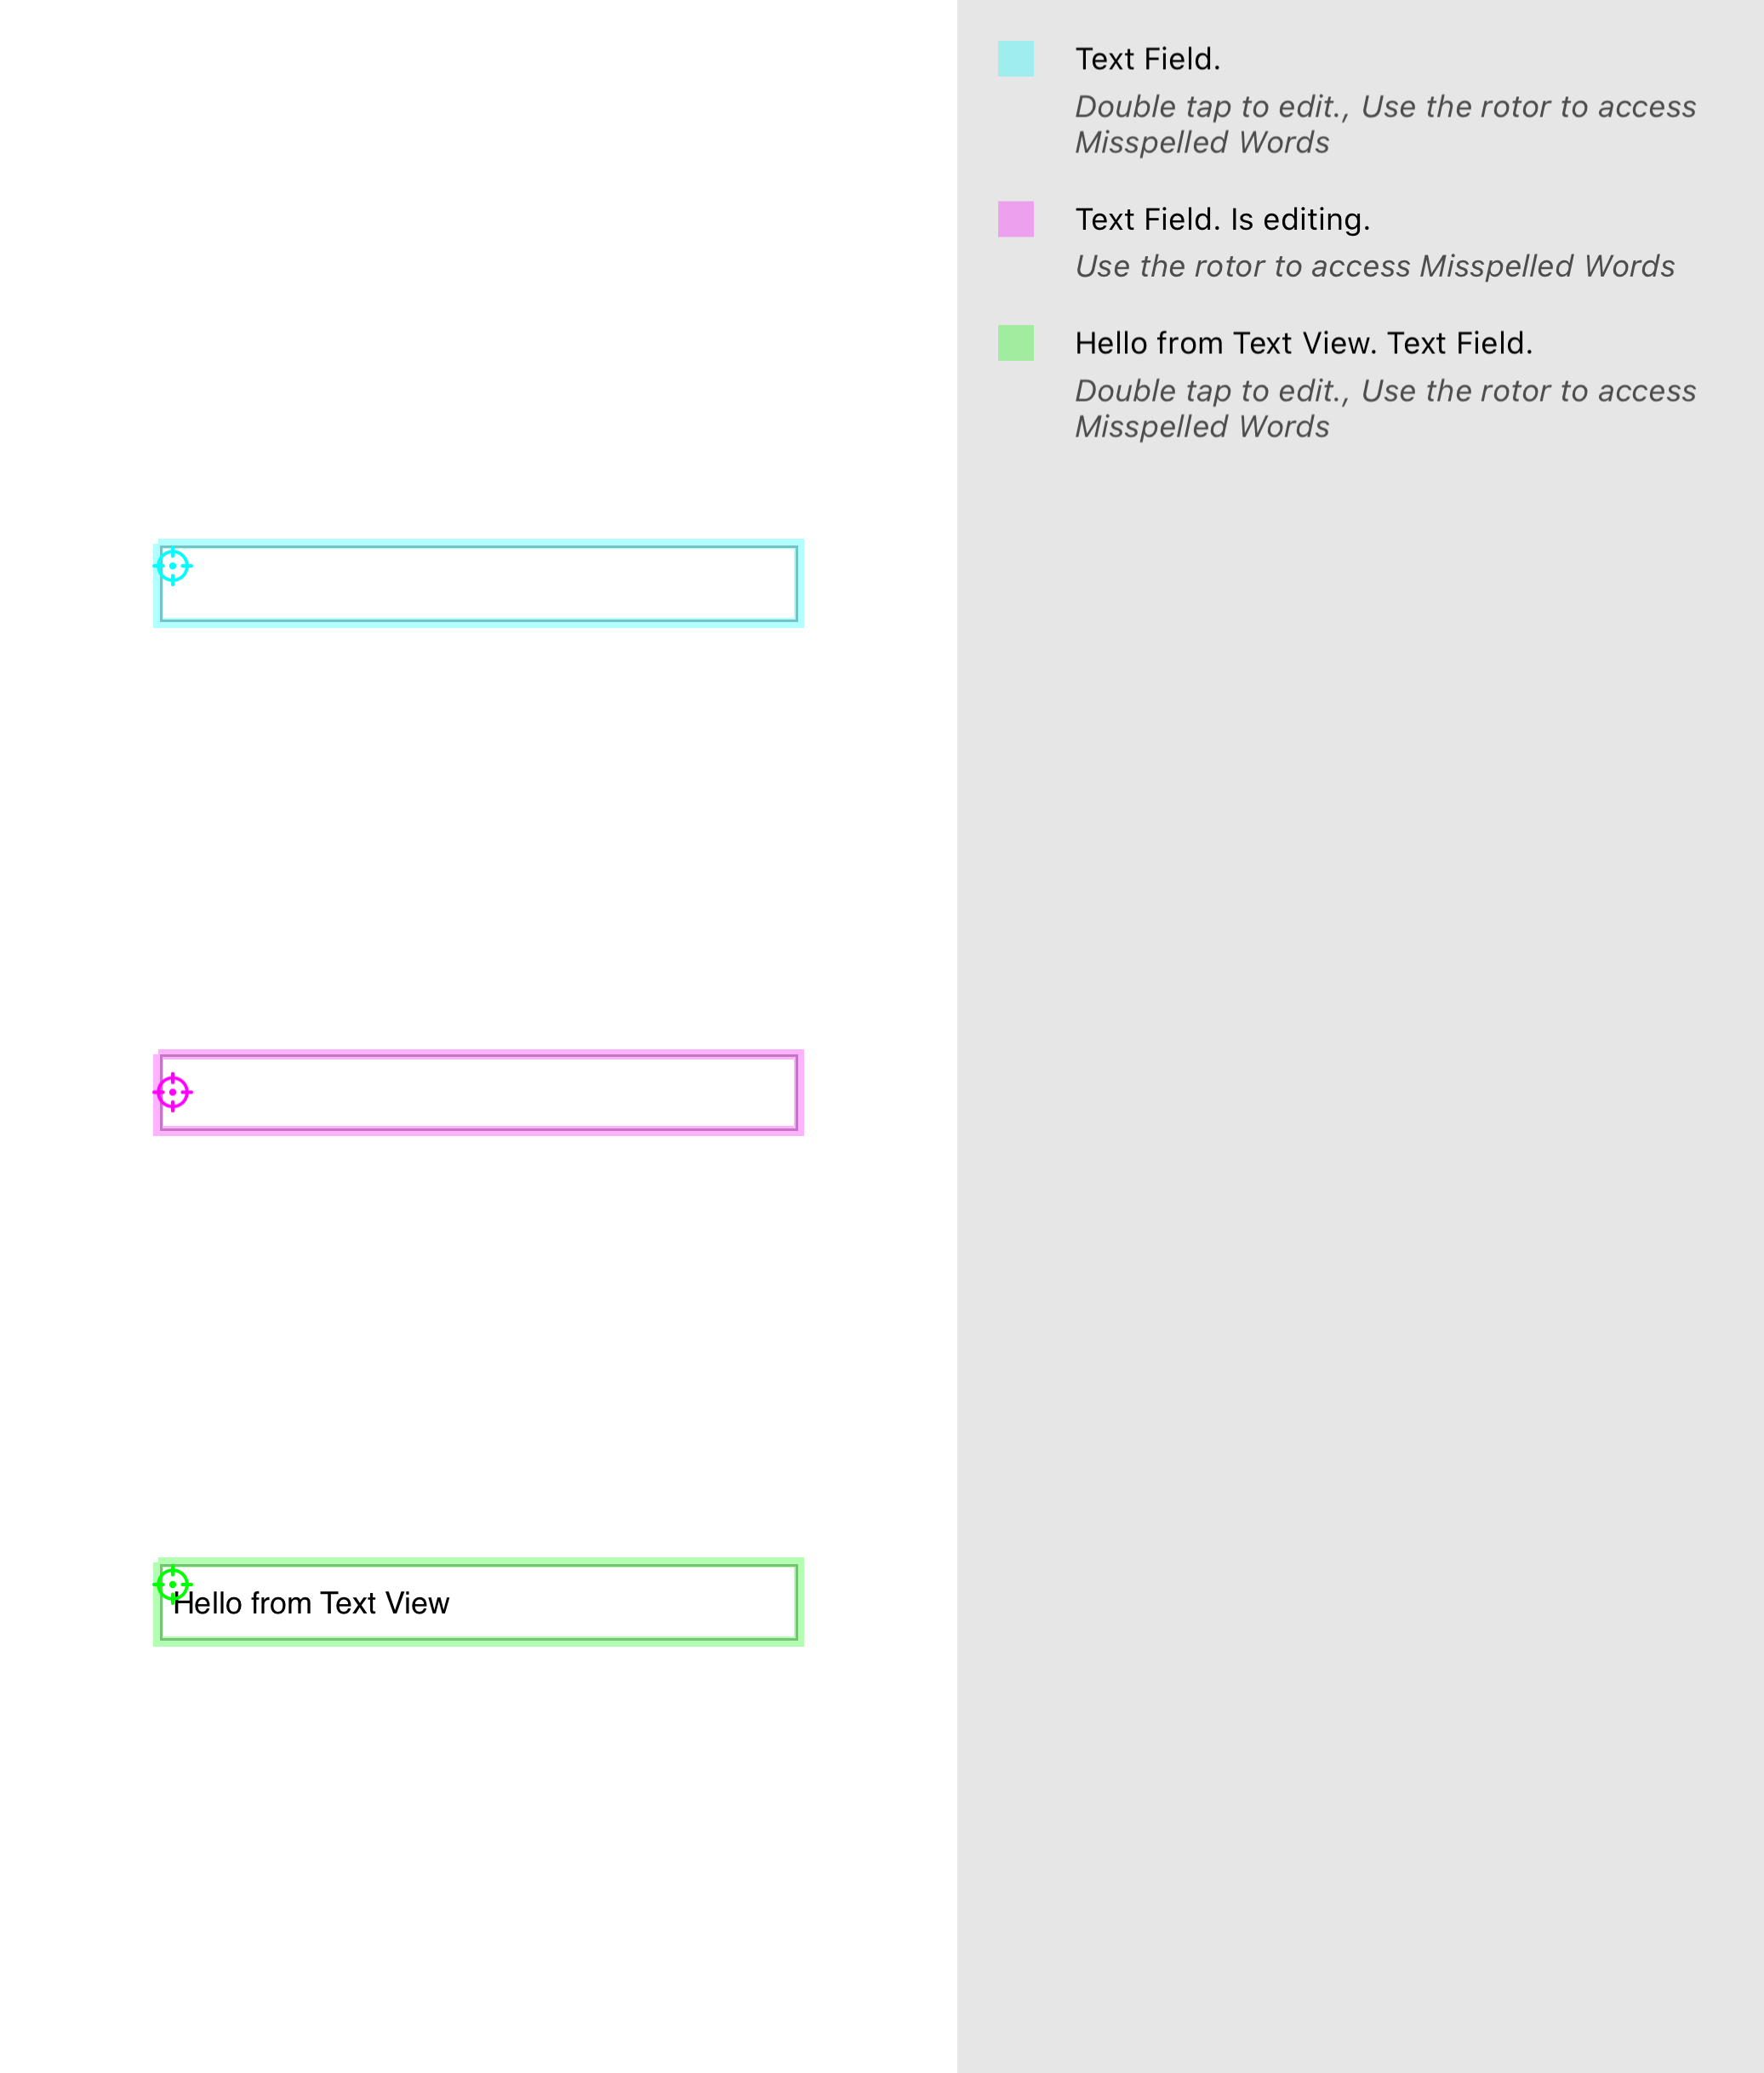 Text Field.
Double tap to edit., Use the rotor to access
Misspelled Words
Text Field. Is editing.
Use the rotor to access Misspelled Words
Hello from Text View. Text Field.
Double tap to edit., Use the rotor to access
Misspelled Words
Hello from Text View